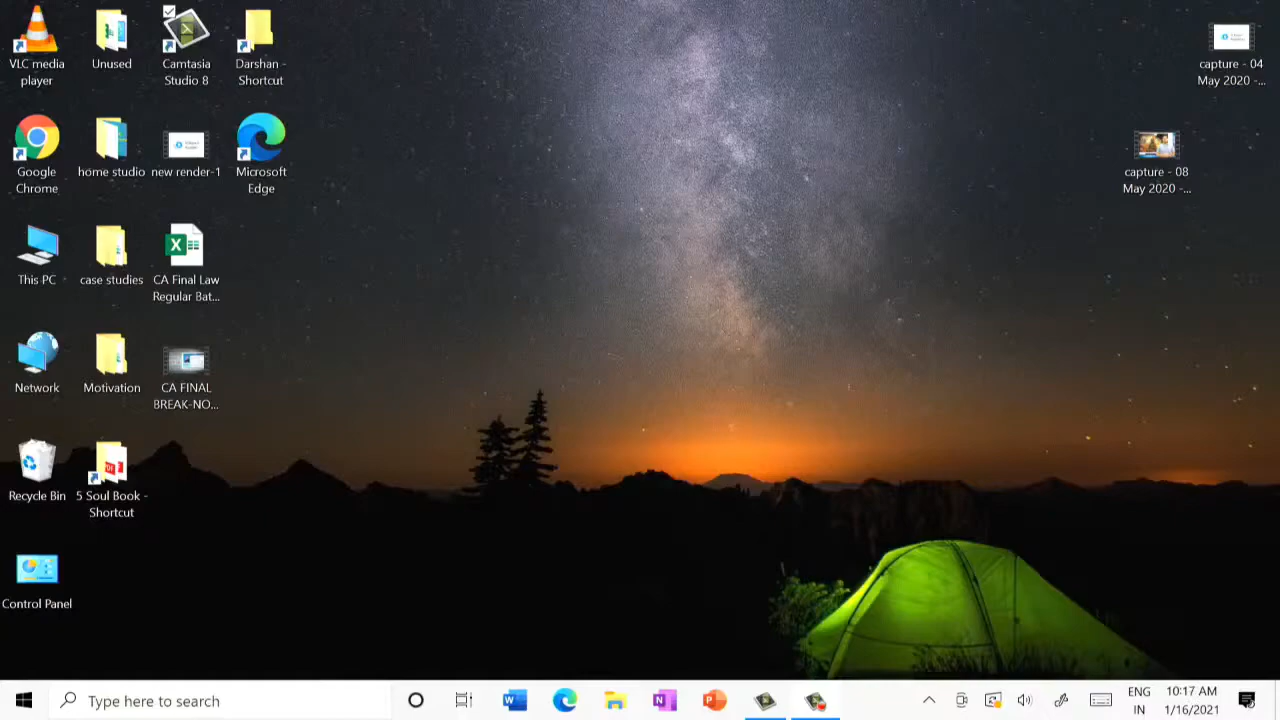 VLC media
player
Unused
Camtasia
Studio 8
Darshan -
Shortcut
capture - 04
May 2020 -...
Google
Chrome
home studio
new render-1
Microsoft
Edge
capture - 08
May 2020 -...
This PC
case studies
CA Final Law
Regular Bat...
Network
Motivation
CA FINAL
BREAK-NO...
Recycle Bin
5 Soul Book -
Shortcut
Control Panel
Type here to search
ENG
IN
10:17 AM
1/16/2021